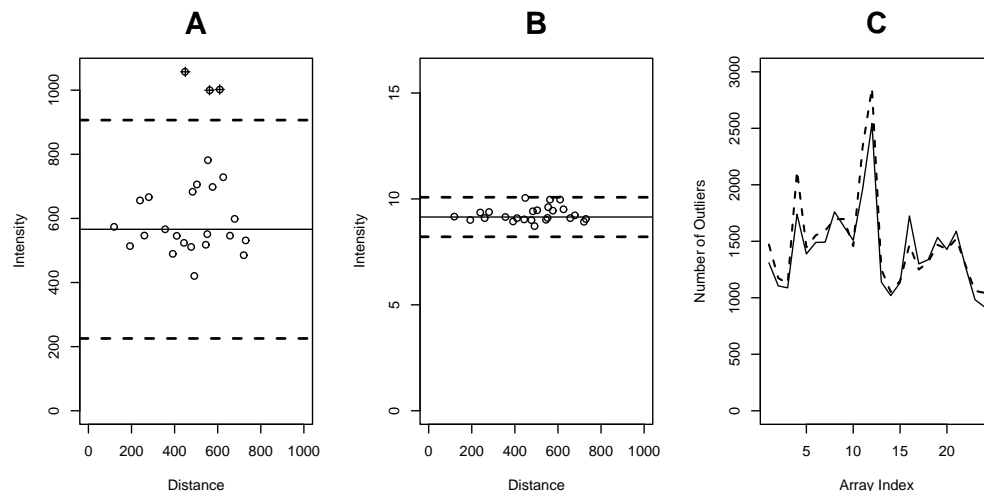 A
Intensity
1000
800
600
400
200
0
0 200 400 600 800 1000
Distance
B
Intensity
15
10
5
0
0 200 400 600 800 1000
Distance
C
Number of Outliers
3000
2500
2000
1500
1000
500
0
5 10 15 20
Array Index